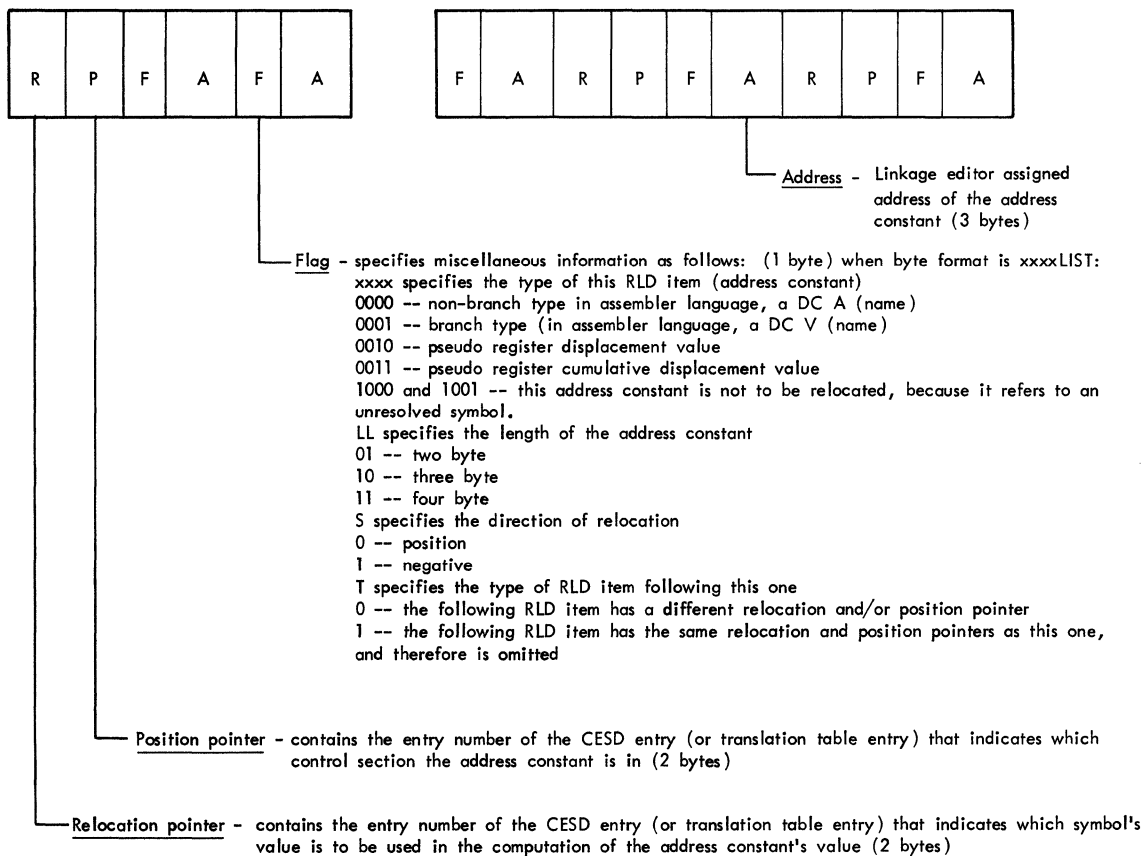 R P F A F A F A R P F A R P F A
Address - Linkage editor assigned
address of the address
constant (3 bytes)
Flag - specifies miscellaneous information as follows: (1 byte) when byte format is xxxxLIST:
xxxx specifies the type of this RLD item (address constant)
0000 -- non-branch type in assembler language, a DC A (name)
0001 -- branch type (in assembler language, a DC V (name)
0010 -- pseudo register displacement value
0011 -- pseudo register cumulative displacement value
1000 and 1001 -- this address constant is not to be relocated, because it refers to an
unresolved symbol.
LL specifies the length of the address constant
01 -- two byte
10 -- three byte
11 -- four byte
S specifies the direction of relocation
0 -- position
1 -- negative
T specifies the type of RLD item following this one
0 -- the following RLD item has a different relocation and/or position pointer
1 -- the following RLD item has the same relocation and position pointers as this one,
and therefore is omitted
Position pointer - contains the entry number of the CESD entry (or translation table entry) that indicates which
control section the address constant is in (2 bytes)
Relocation pointer - contains the entry number of the CESD entry (or translation table entry) that indicates which symbol's
value is to be used in the computation of the address constant's value (2 bytes)